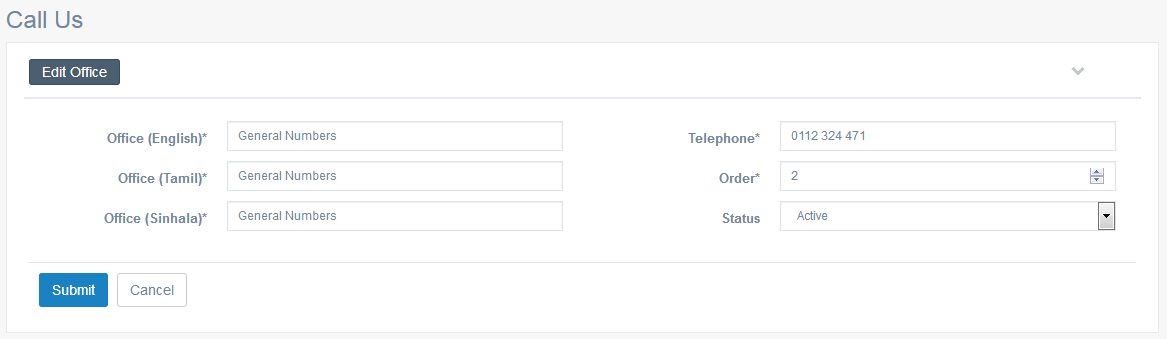 Call Us
Edit Office
Office (English)* General Numbers Telephone* 0112 324 471
Office (Tamil)* General Numbers Order* 2
Office (Sinhala)* General Numbers Status Active
Submit Cancel